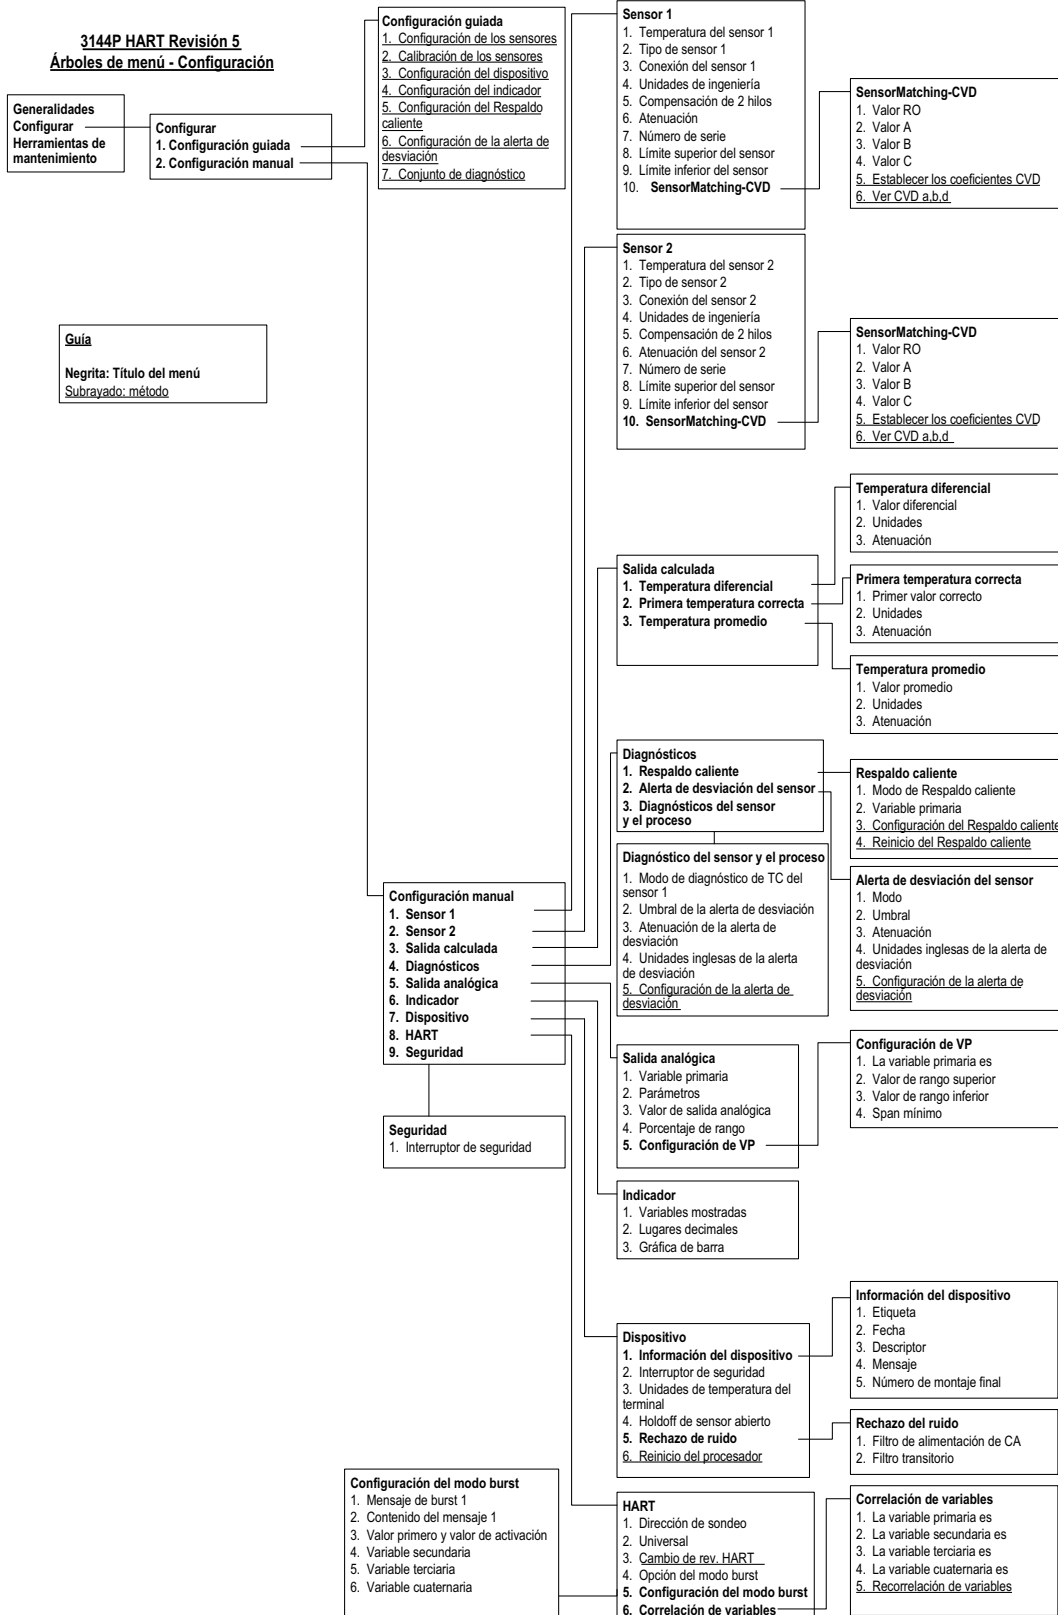 3144P HART Revisión 5
Árboles de menú - Configuración
Generalidades
Configurar
Herramientas de
mantenimiento
Configurar
1. Configuración guiada
2. Configuración manual
Configuración guiada
1. Configuración de los sensores
2. Calibración de los sensores
3. Configuración del dispositivo
4. Configuración del indicador
5. Configuración del Respaldo
caliente
6. Configuración de la alerta de
desviación
7. Conjunto de diagnóstico
Guía
Negrita: Título del menú
Subrayado: método
Sensor 1
1. Temperatura del sensor 1
2. Tipo de sensor 1
3. Conexión del sensor 1
4. Unidades de ingeniería
5. Compensación de 2 hilos
6. Atenuación
7. Número de serie
8. Límite superior del sensor
9. Límite inferior del sensor
10. SensorMatching-CVD
SensorMatching-CVD
1. Valor RO
2. Valor A
3. Valor B
4. Valor C
5. Establecer los coeficientes CVD
6. Ver CVD a,b,d
Sensor 2
1. Temperatura del sensor 2
2. Tipo de sensor 2
3. Conexión del sensor 2
4. Unidades de ingeniería
5. Compensación de 2 hilos
6. Atenuación del sensor 2
7. Número de serie
8. Límite superior del sensor
9. Límite inferior del sensor
10. SensorMatching-CVD
SensorMatching-CVD
1. Valor RO
2. Valor A
3. Valor B
4. Valor C
5. Establecer los coeficientes CVD
6. Ver CVD a,b,d
Salida calculada
1. Temperatura diferencial
2. Primera temperatura correcta
3. Temperatura promedio
Temperatura diferencial
1. Valor diferencial
2. Unidades
3. Atenuación
Primera temperatura correcta
1. Primer valor correcto
2. Unidades
3. Atenuación
Temperatura promedio
1. Valor promedio
2. Unidades
3. Atenuación
Diagnósticos
1. Respaldo caliente
2. Alerta de desviación del sensor
3. Diagnósticos del sensor
y el proceso
Diagnóstico del sensor y el proceso
1. Modo de diagnóstico de TC del
sensor 1
2. Umbral de la alerta de desviación
3. Atenuación de la alerta de
desviación
4. Unidades inglesas de la alerta
de desviación
5. Configuración de la alerta de
desviación
Respaldo caliente
1. Modo de Respaldo caliente
2. Variable primaria
3. Configuración del Respaldo caliente
4. Reinicio del Respaldo caliente
Alerta de desviación del sensor
1. Modo
2. Umbral
3. Atenuación
4. Unidades inglesas de la alerta de
desviación
5. Configuración de la alerta de
desviación
Configuración manual
1. Sensor 1
2. Sensor 2
3. Salida calculada
4. Diagnósticos
5. Salida analógica
6. Indicador
7. Dispositivo
8. HART
9. Seguridad
Seguridad
1. Interruptor de seguridad
Salida analógica
1. Variable primaria
2. Parámetros
3. Valor de salida analógica
4. Porcentaje de rango
5. Configuración de VP
Configuración de VP
1. La variable primaria es
2. Valor de rango superior
3. Valor de rango inferior
4. Span mínimo
Indicador
1. Variables mostradas
2. Lugares decimales
3. Gráfica de barra
Dispositivo
1. Información del dispositivo
2. Interruptor de seguridad
3. Unidades de temperatura del
terminal
4. Holdoff de sensor abierto
5. Rechazo de ruido
6. Reinicio del procesador
Información del dispositivo
1. Etiqueta
2. Fecha
3. Descriptor
4. Mensaje
5. Número de montaje final
Rechazo del ruido
1. Filtro de alimentación de CA
2. Filtro transitorio
Configuración del modo burst
1. Mensaje de burst 1
2. Contenido del mensaje 1
3. Valor primero y valor de activación
4. Variable secundaria
5. Variable terciaria
6. Variable cuaternaria
HART
1. Dirección de sondeo
2. Universal
3. Cambio de rev. HART
4. Opción del modo burst
5. Configuración del modo burst
6. Correlación de variables
Correlación de variables
1. La variable primaria es
2. La variable secundaria es
3. La variable terciaria es
4. La variable cuaternaria es
5. Recorrelación de variables